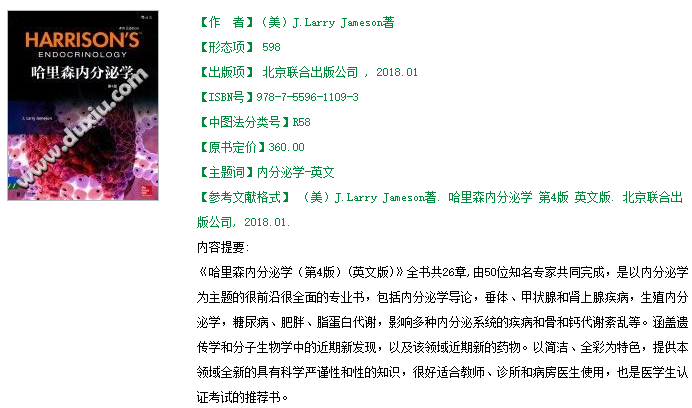 4th Edition
HARRISON'S
ENDOCRINOLOGY
哈里森内分泌学
第4版
J. Larry Jameson
www.duxiu.com
【作　者】（美）J.Larry Jameson著
【形态项】 598
【出版项】 北京联合出版公司 , 2018.01
【ISBN号】978-7-5596-1109-3
【中图法分类号】R58
【原书定价】360.00
【主题词】内分泌学-英文
【参考文献格式】 （美）J.Larry Jameson著. 哈里森内分泌学 第4版 英文版. 北京联合出
版公司, 2018.01.
内容提要:
《哈里森内分泌学（第4版）(英文版)》全书共26章,由50位知名专家共同完成，是以内分泌学
为主题的很前沿很全面的专业书，包括内分泌学导论，垂体、甲状腺和肾上腺疾病，生殖内分
泌学，糖尿病、肥胖、脂蛋白代谢，影响多种内分泌系统的疾病和骨和钙代谢紊乱等。涵盖遗
传学和分子生物学中的近期新发现，以及该领域近期新的药物。以简洁、全彩为特色，提供本
领域全新的具有科学严谨性和性的知识，很好适合教师、诊所和病房医生使用，也是医学生认
证考试的推荐书。